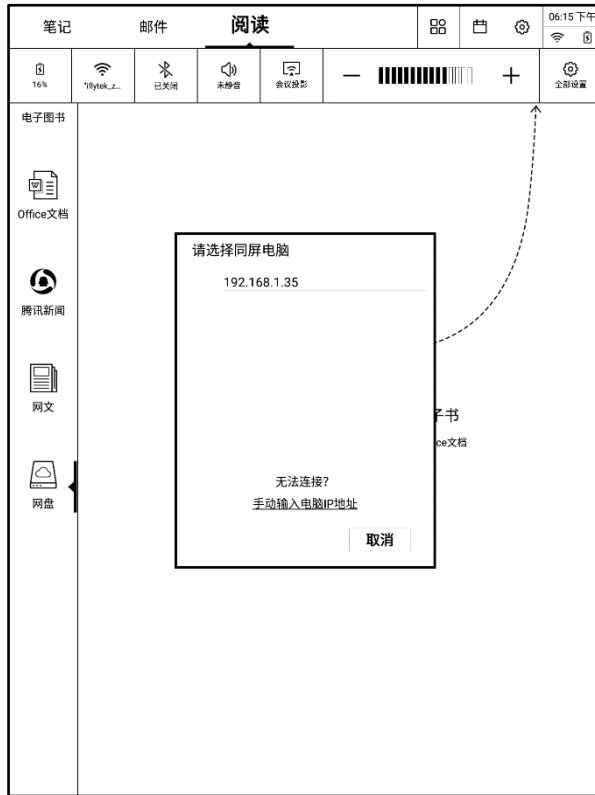 笔记 邮件 阅读 06:15 下午
16% "iflytek_z... 已关闭 未静音 会议投影 全部设置
电子图书
Office文档
腾讯新闻
网文
网盘
请选择同屏电脑
192.168.1.35
子书
ce文档
无法连接?
手动输入电脑IP地址
取消